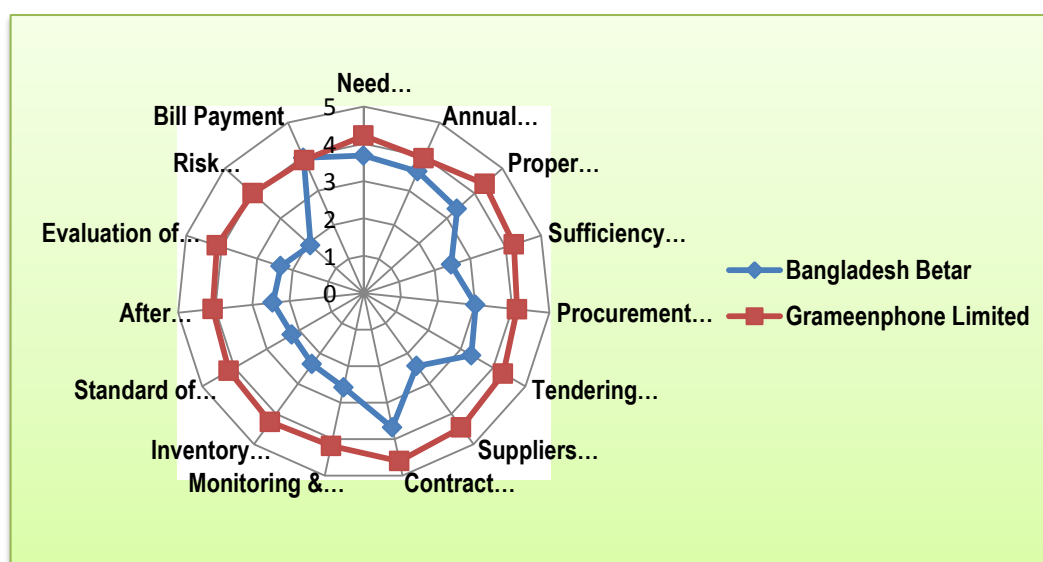 Need…
Annual…
Proper…
Sufficiency…
Procurement…
Tendering…
Suppliers…
Contract…
Monitoring &…
Inventory…
Standard of…
After…
Evaluation of…
Risk…
Bill Payment
5
4
3
2
1
0
Bangladesh Betar
Grameenphone Limited